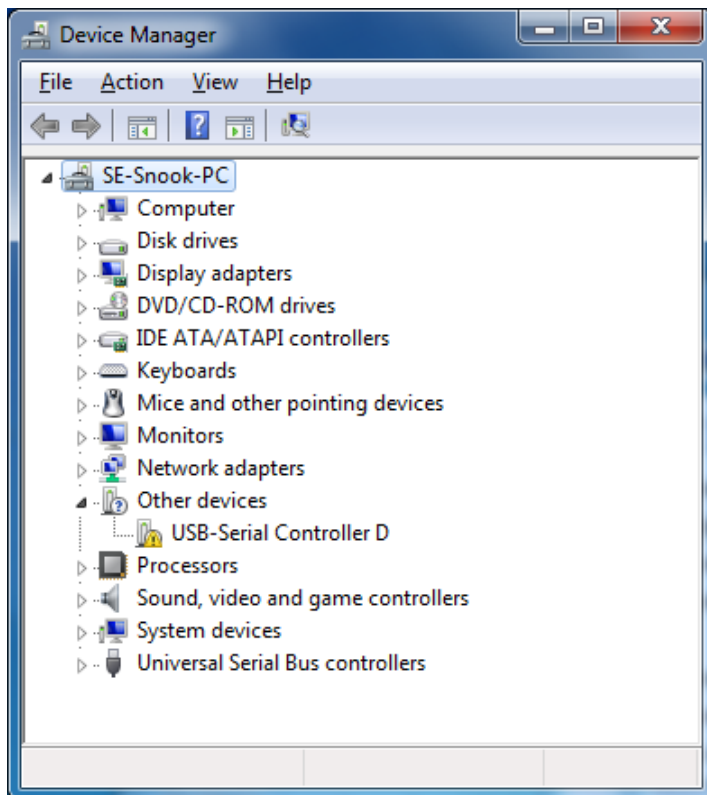 Device Manager
File Action View Help
SE-Snook-PC
Computer
Disk drives
Display adapters
DVD/CD-ROM drives
IDE ATA/ATAPI controllers
Keyboards
Mice and other pointing devices
Monitors
Network adapters
Other devices
USB-Serial Controller D
Processors
Sound, video and game controllers
System devices
Universal Serial Bus controllers